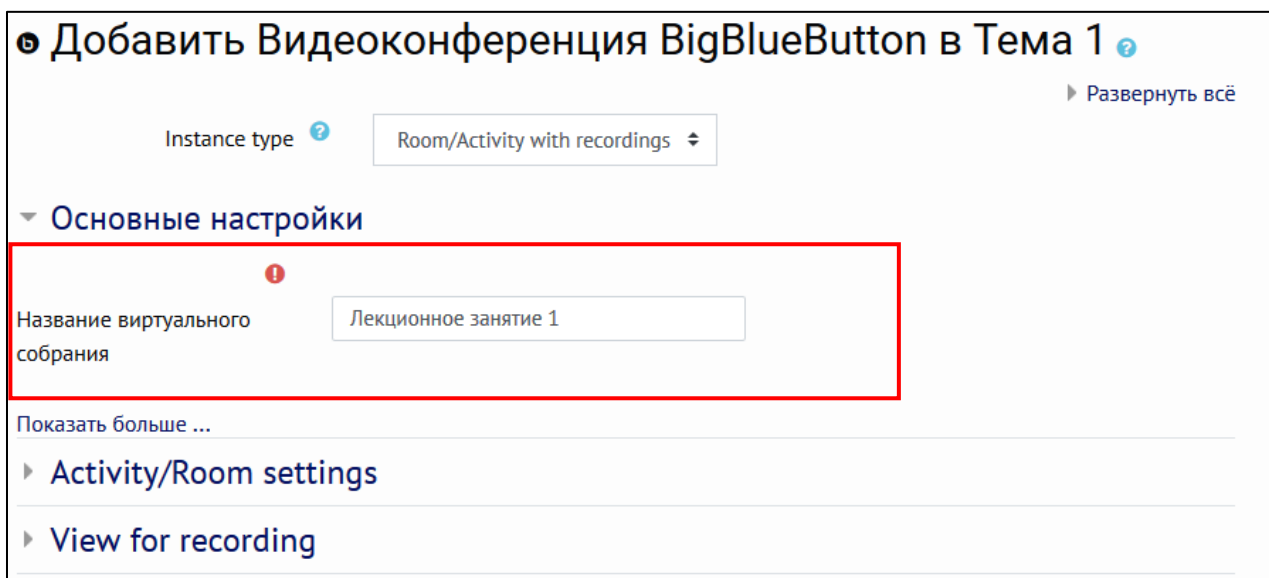 Добавить Видеоконференция BigBlueButton в Тема 1
Развернуть всё
Instance type
Room/Activity with recordings
Основные настройки
Название виртуального
собрания
Лекционное занятие 1
Показать больше ...
Activity/Room settings
View for recording